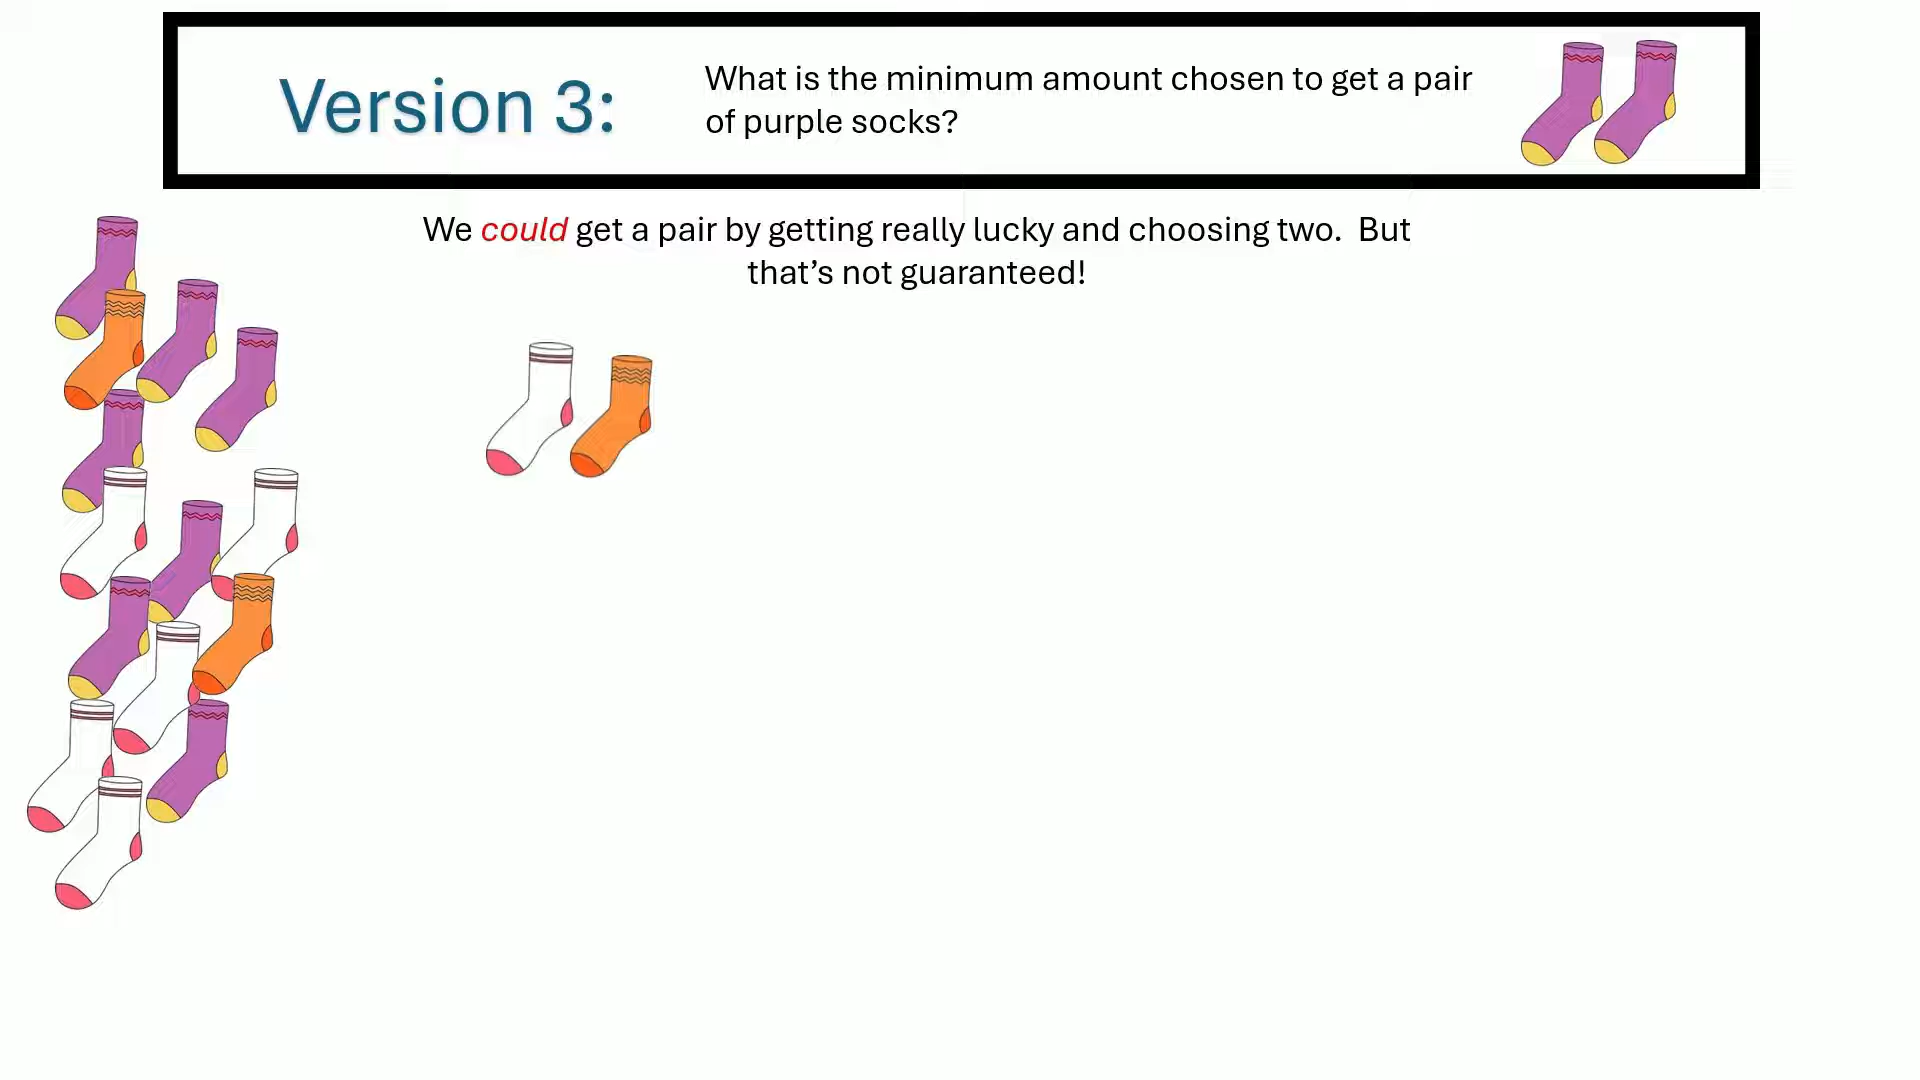 Version 3:
What is the minimum amount chosen to get a pair
of purple socks?
We could get a pair by getting really lucky and choosing two.  But
that’s not guaranteed!